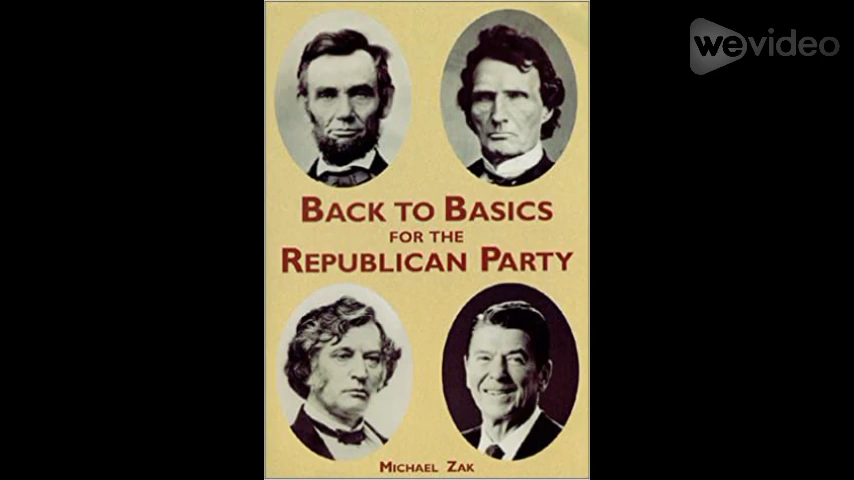 wevideo
BACK TO BASICS
FOR THE
REPUBLICAN PARTY
MICHAEL ZAK